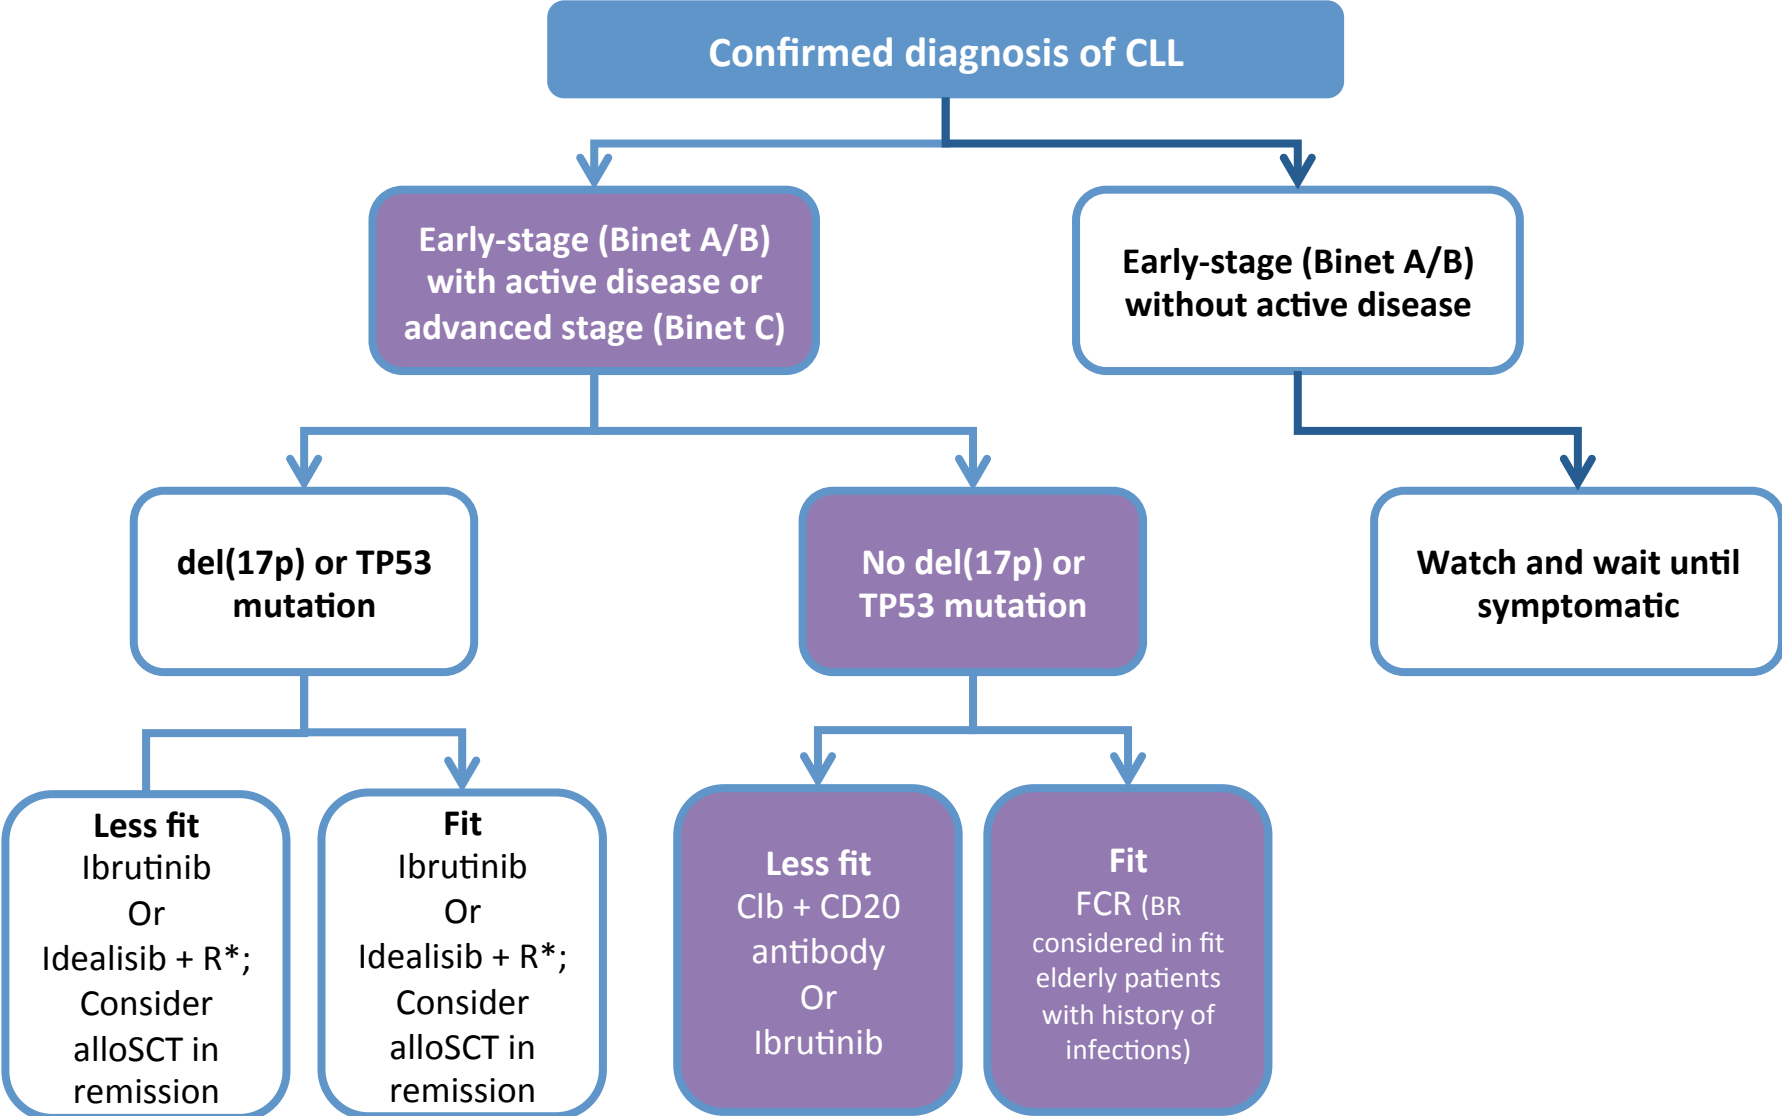 Confirmed diagnosis of CLL
Early-stage (Binet A/B)
with active disease or
advanced stage (Binet C)
Early-stage (Binet A/B)
without active disease
del(17p) or TP53
mutation
No del(17p) or
TP53 mutation
Watch and wait until
symptomatic
Less fit
Ibrutinib
Or
Idealisib + R*;
Consider
alloSCT in
remission
Fit
Ibrutinib
Or
Idealisib + R*;
Consider
alloSCT in
remission
Less fit
Clb + CD20
antibody
Or
Ibrutinib
Fit
FCR (BR
considered in fit
elderly patients
with history of
infections)